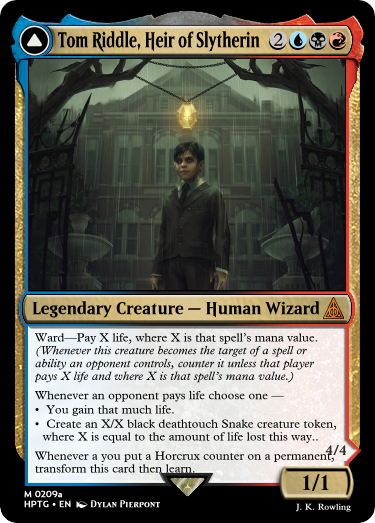 Tom Riddle, Heir of Slytherin 2
Legendary Creature — Human Wizard
Ward—Pay X life, where X is that spell's mana value.
(Whenever this creature becomes the target of a spell or
ability an opponent controls, counter it unless that player
pays X life and where X is that spell's mana value.)
Whenever an opponent pays life choose one —
• You gain that much life.
• Create an X/X black deathtouch Snake creature token,
where X is equal to the amount of life lost this way..
4/4
Whenever a you put a Horcrux counter on a permanent,
transform this card then learn.
1/1
M 0209a
HPTG • EN Dylan Pierpont
J. K. Rowling